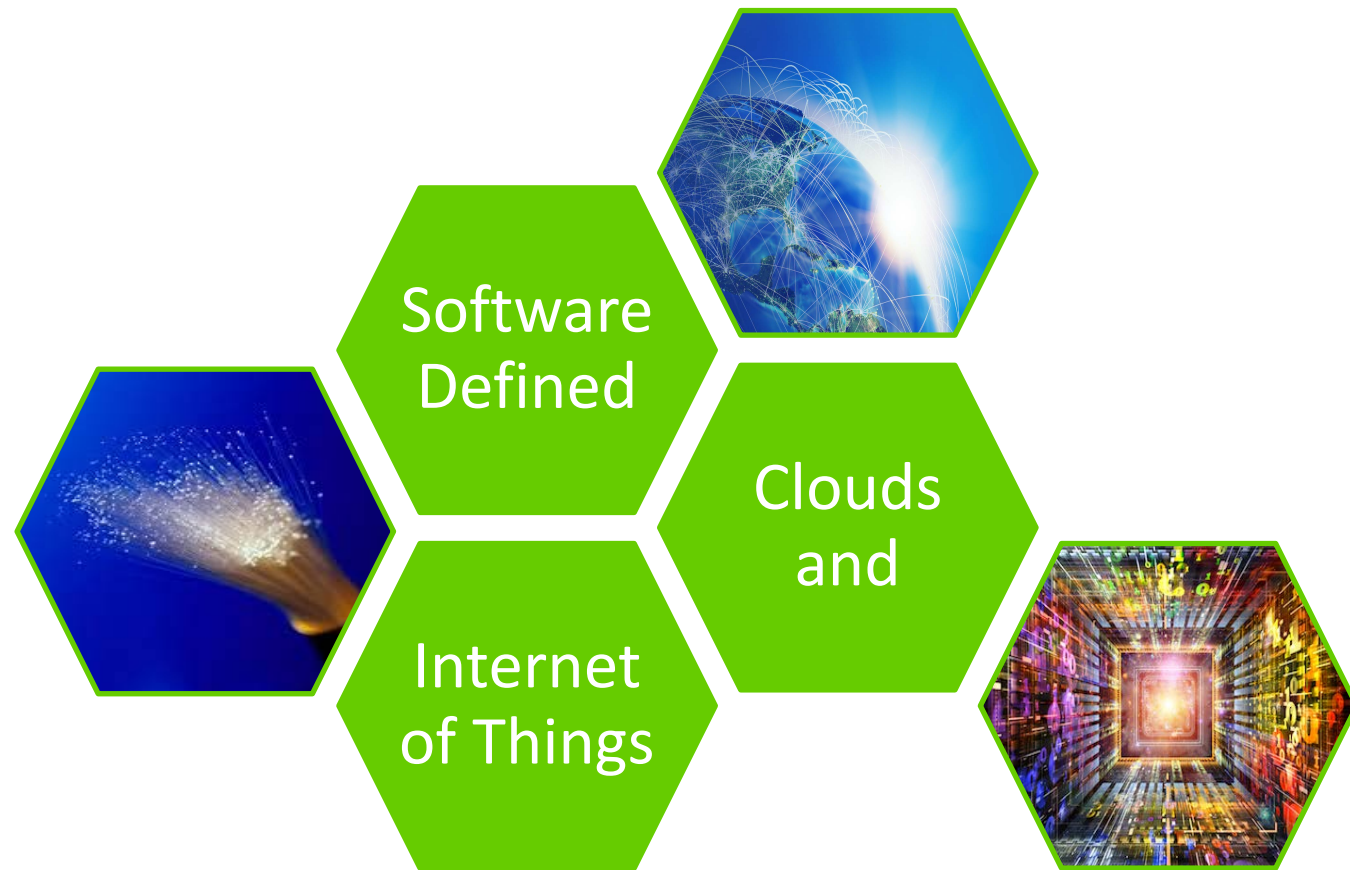 Software
Defined
Clouds
and
Internet
of Things